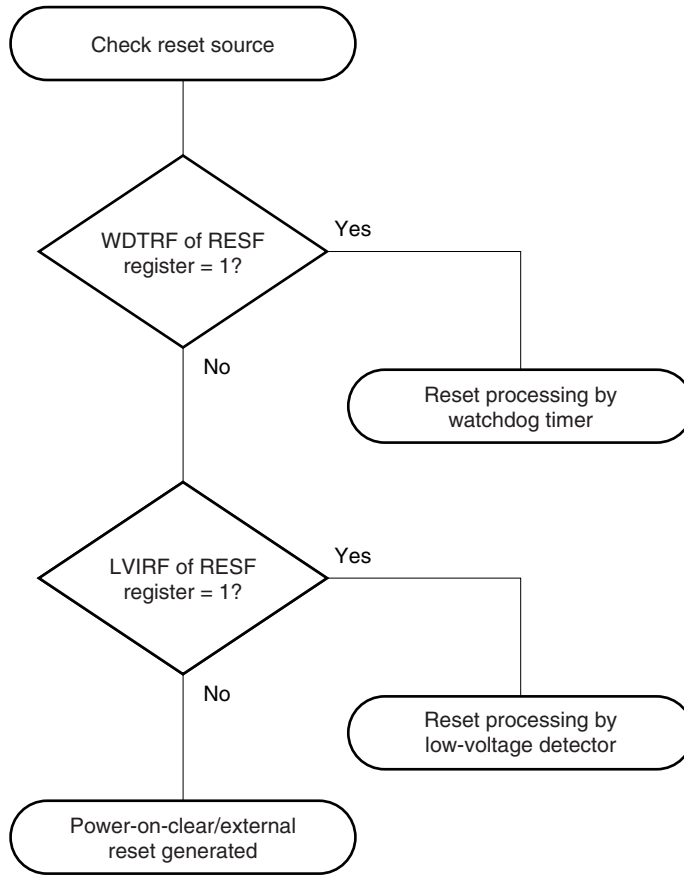 Check reset source
WDTRF of RESF
register = 1?
Yes
No
Reset processing by
watchdog timer
LVIRF of RESF
register = 1?
Yes
No
Reset processing by
low-voltage detector
Power-on-clear/external
reset generated